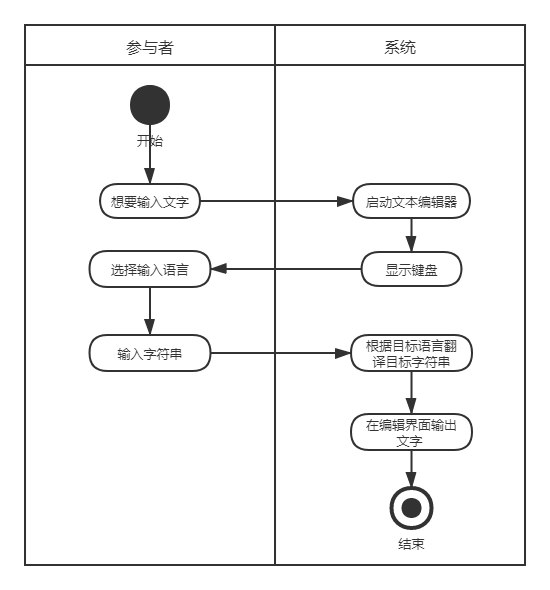 参与者
系统
开始
想要输入文字
启动文本编辑器
选择输入语言
显示键盘
输入字符串
根据目标语言翻
译目标字符串
在编辑界面输出
文字
结束